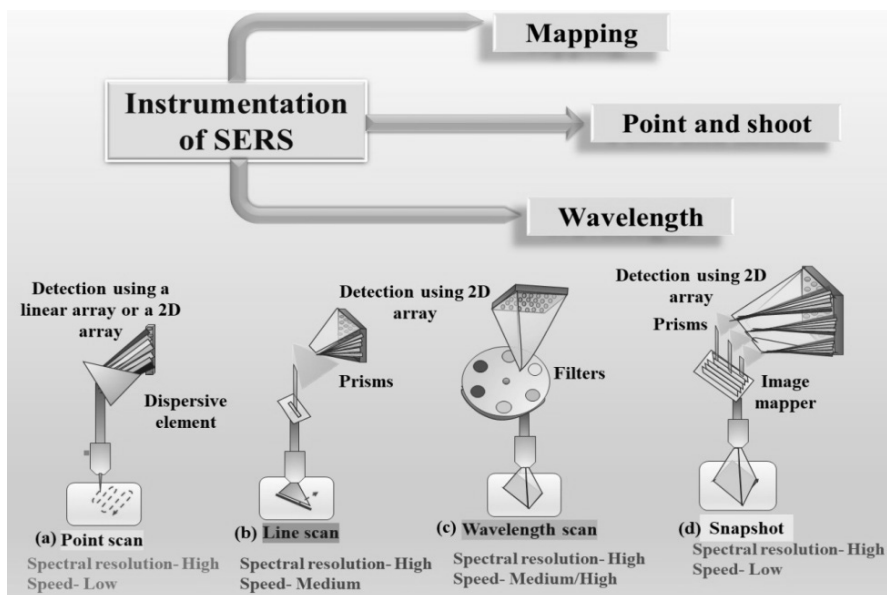 Mapping
Instrumentation
of SERS
Point and shoot
Wavelength
Detection using a
linear array or a 2D
array
Dispersive
element
(a) Point scan
Spectral resolution- High
Speed- Low
Detection using 2D
array
Prisms
(b) Line scan
Spectral resolution- High
Speed- Medium
Filters
(c) Wavelength scan
Spectral resolution- High
Speed- Medium/High
Detection using 2D
array
Prisms
Image
mapper
(d) Snapshot
Spectral resolution- High
Speed- Low